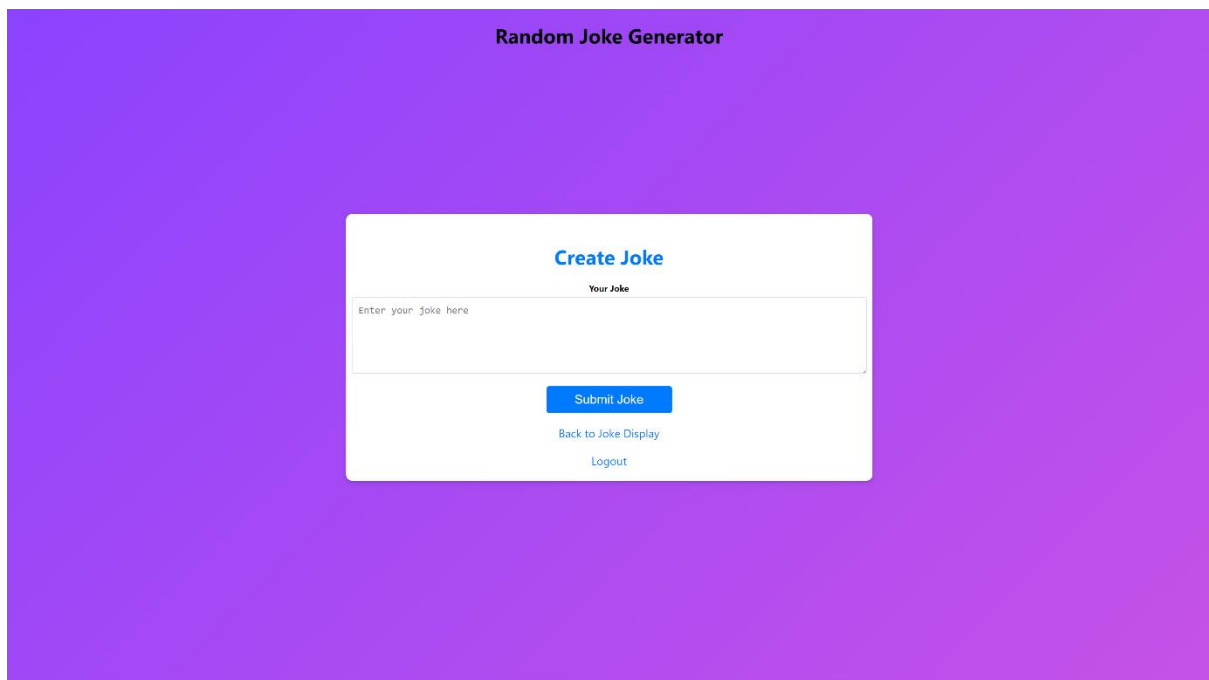 Random Joke Generator
Create Joke
Your Joke
Enter your joke here
Submit Joke
Back to Joke Display
Logout